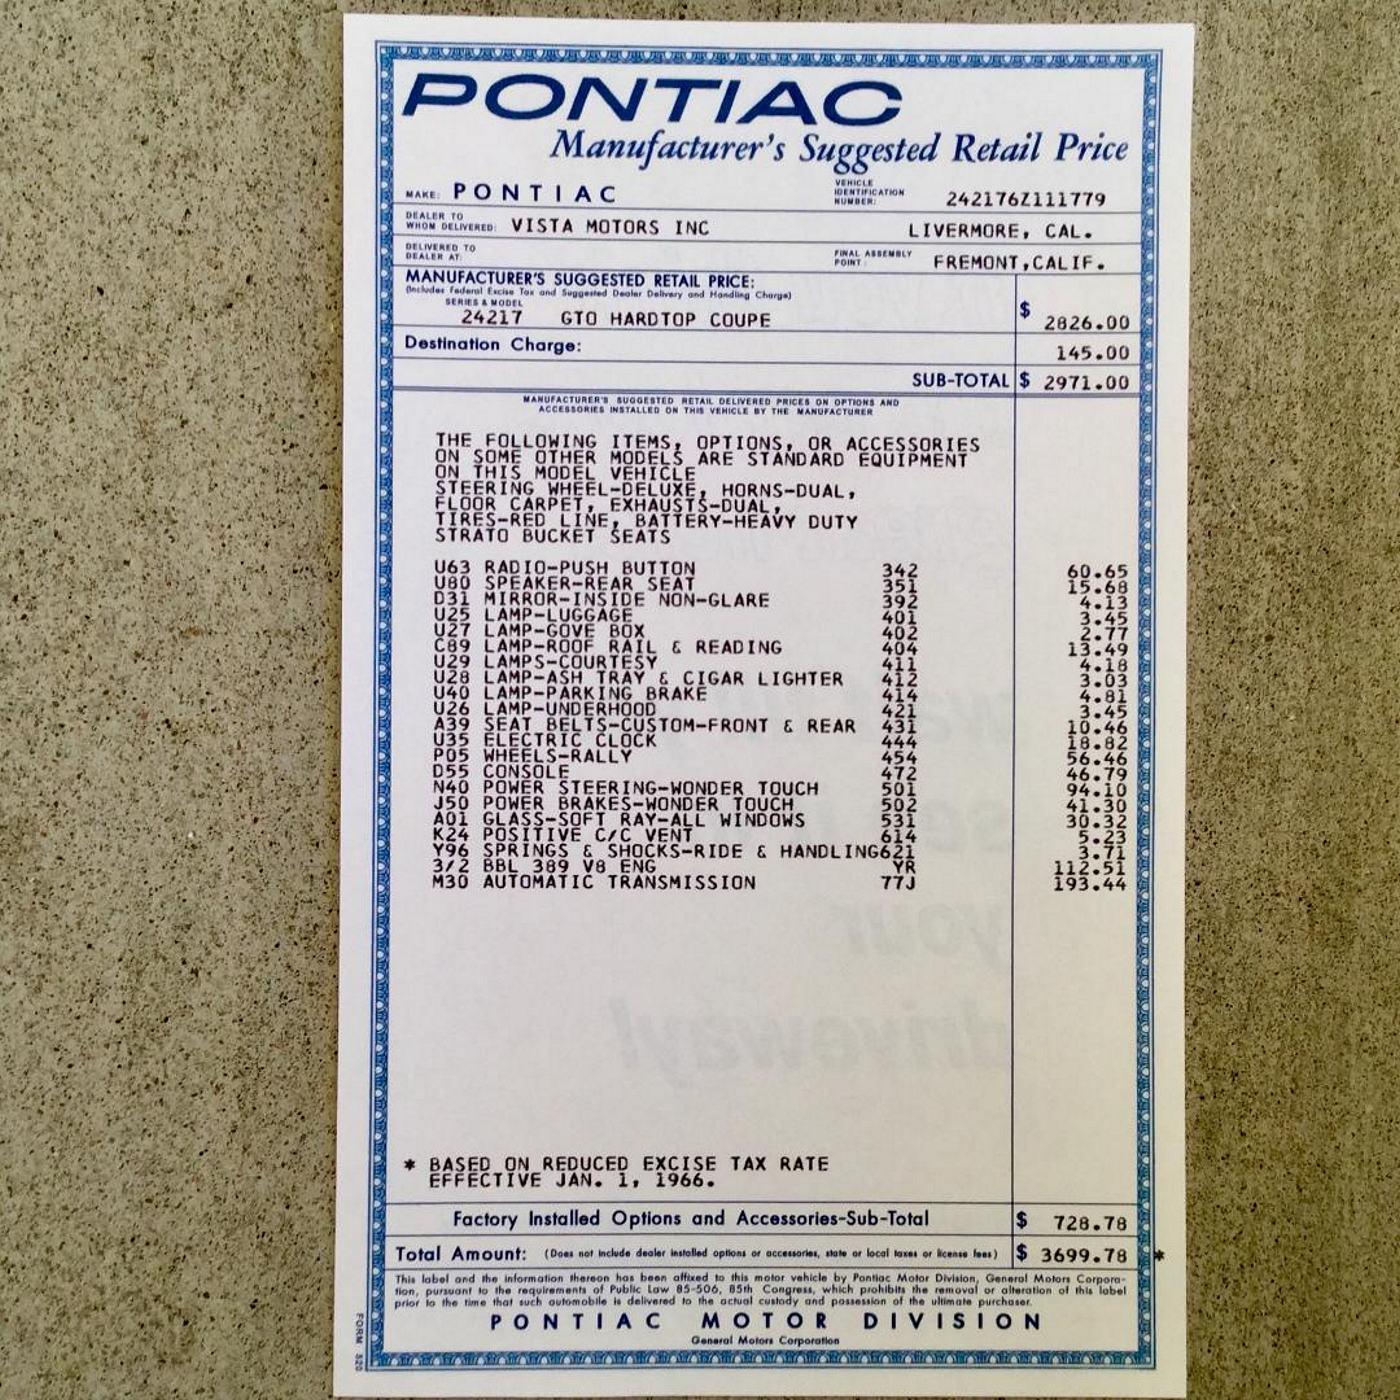 PONTIAC
Manufacturer's Suggested Retail Price
MAKE: PONTIAC VEHICLE IDENTIFICATION NUMBER: 242176Z111779
DEALER TO WHOM DELIVERED: VISTA MOTORS INC LIVERMORE, CAL.
DELIVERED TO DEALER AT: FINAL ASSEMBLY POINT: FREMONT,CALIF.
MANUFACTURER'S SUGGESTED RETAIL PRICE:
(Includes Federal Excise Tax and Suggested Dealer Delivery and Handling Charge)
SERIES & MODEL
24217 GTO HARDTOP COUPE $ 2826.00
Destination Charge: 145.00
SUB-TOTAL $ 2971.00
MANUFACTURER'S SUGGESTED RETAIL DELIVERED PRICES ON OPTIONS AND
ACCESSORIES INSTALLED ON THIS VEHICLE BY THE MANUFACTURER
THE FOLLOWING ITEMS, OPTIONS, OR ACCESSORIES
ON SOME OTHER MODELS ARE STANDARD EQUIPMENT
ON THIS MODEL VEHICLE
STEERING WHEEL-DELUXE, HORNS-DUAL,
FLOOR CARPET, EXHAUSTS-DUAL,
TIRES-RED LINE, BATTERY-HEAVY DUTY
STRATO BUCKET SEATS
U63 RADIO-PUSH BUTTON 342 60.65
U80 SPEAKER-REAR SEAT 351 15.68
D31 MIRROR-INSIDE NON-GLARE 392 4.13
U25 LAMP-LUGGAGE 401 3.45
U27 LAMP-GOVE BOX 402 2.77
C89 LAMP-ROOF RAIL & READING 404 13.49
U29 LAMPS-COURTESY 411 4.18
U28 LAMP-ASH TRAY & CIGAR LIGHTER 412 3.03
U40 LAMP-PARKING BRAKE 414 4.81
U26 LAMP-UNDERHOOD 421 3.45
A39 SEAT BELTS-CUSTOM-FRONT & REAR 431 10.46
U35 ELECTRIC CLOCK 444 18.82
P05 WHEELS-RALLY 454 56.46
D55 CONSOLE 472 46.79
N40 POWER STEERING-WONDER TOUCH 501 94.10
J50 POWER BRAKES-WONDER TOUCH 502 41.30
A01 GLASS-SOFT RAY-ALL WINDOWS 531 30.32
K24 POSITIVE C/C VENT 614 5.23
Y96 SPRINGS & SHOCKS-RIDE & HANDLING621 3.71
3/2 BBL 389 V8 ENG YR 112.51
M30 AUTOMATIC TRANSMISSION 77J 193.44
* BASED ON REDUCED EXCISE TAX RATE
EFFECTIVE JAN. 1, 1966.
Factory Installed Options and Accessories-Sub-Total $ 728.78
Total Amount: (Does not include dealer installed options or accessories, state or local taxes or license fees) $ 3699.78 *
This label and the information thereon has been affixed to this motor vehicle by Pontiac Motor Division, General Motors Corpora-
tion, pursuant to the requirements of Public Law 85-506, 85th Congress, which prohibits the removal or alteration of this label
prior to the time that such automobile is delivered to the actual custody and possession of the ultimate purchaser.
PONTIAC MOTOR DIVISION
General Motors Corporation
FORM 520